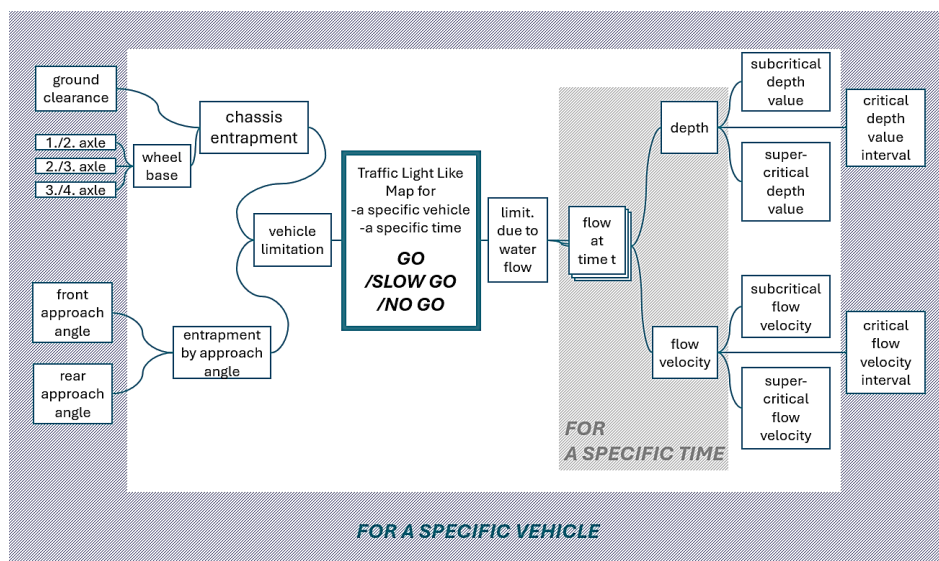 ground
clearance
1./2. axle
2./3. axle
3./4. axle
wheel
base
chassis
entrapment
vehicle
limitation
front
approach
angle
rear
approach
angle
entrapment
by approach
angle
Traffic Light Like
Map for
-a specific vehicle
-a specific time
GO
/SLOW GO
/NO GO
limit.
due to
water
flow
flow
at
time t
depth
subcritical
depth
value
super-
critical
depth
value
critical
depth
value
interval
flow
velocity
subcritical
flow
velocity
super-
critical
flow
velocity
critical
flow
velocity
interval
FOR
A SPECIFIC TIME
FOR A SPECIFIC VEHICLE